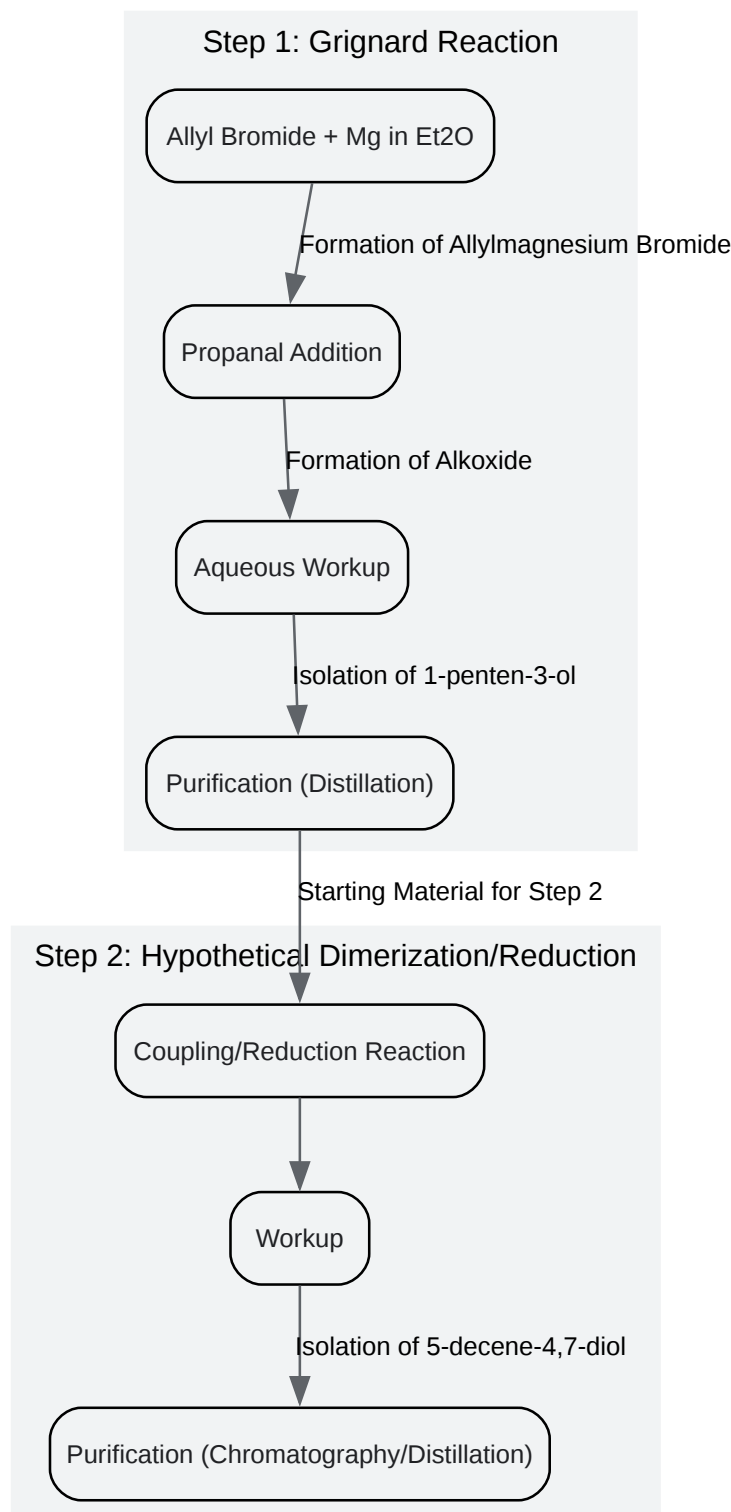 Step 1: Grignard Reaction
Allyl Bromide + Mg in Et2O
Formation of Allylmagnesium Bromide
Propanal Addition
Formation of Alkoxide
Aqueous Workup
Isolation of 1-penten-3-ol
Purification (Distillation)
Starting Material for Step 2
Step 2: Hypothetical Dimerization/Reduction
Coupling/Reduction Reaction
Workup
Isolation of 5-decene-4,7-diol
Purification (Chromatography/Distillation)